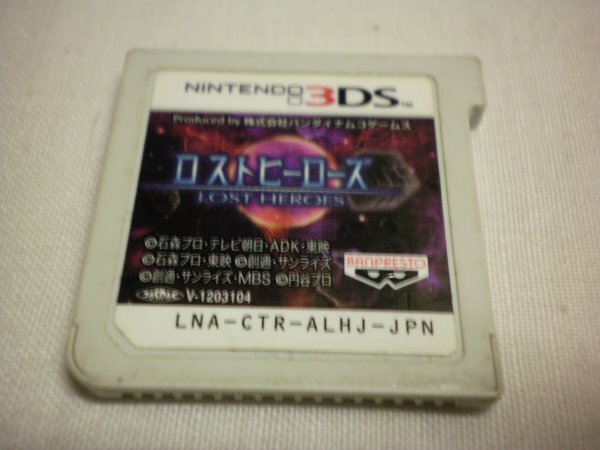 NINTENDO 3DS™
Produced by 株式会社バンダイナムコゲームス
ロストヒーローズ
LOST HEROES
©石森プロ・テレビ朝日・ADK・東映
©石森プロ・東映 ©創通・サンライズ
©創通・サンライズ・MBS ©円谷プロ
BANPRESTO
V-1203104
LNA-CTR-ALHJ-JPN